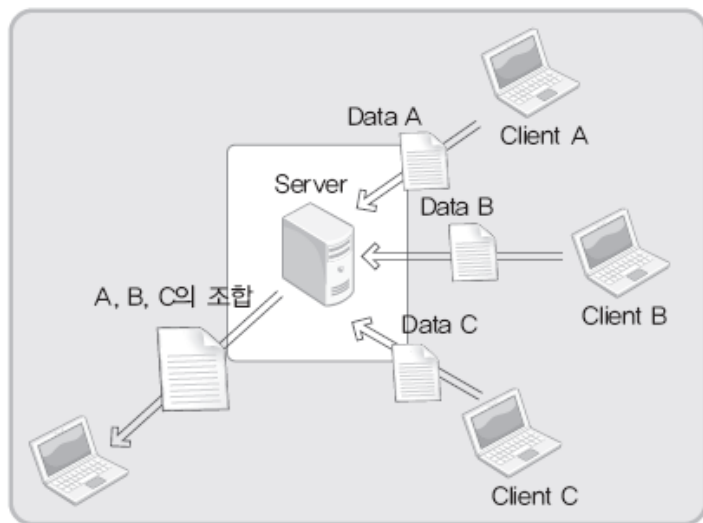 Data A
Client A
Server
Data B
A, B, C의 조합
Client B
Data C
Client C